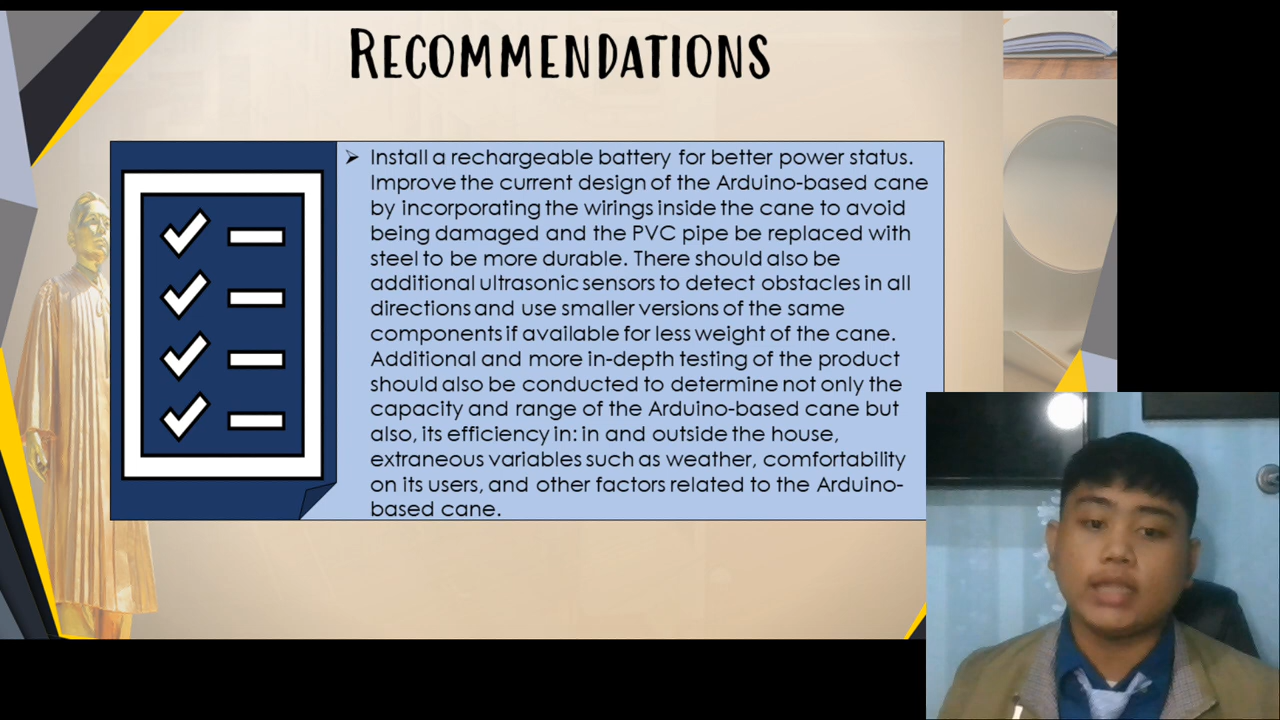 RECOMMENDATIONS
➢ Install a rechargeable battery for better power status.
Improve the current design of the Arduino-based cane
by incorporating the wirings inside the cane to avoid
being damaged and the PVC pipe be replaced with
steel to be more durable. There should also be
additional ultrasonic sensors to detect obstacles in all
directions and use smaller versions of the same
components if available for less weight of the cane.
Additional and more in-depth testing of the product
should also be conducted to determine not only the
capacity and range of the Arduino-based cane but
also, its efficiency in: in and outside the house,
extraneous variables such as weather, comfortability
on its users, and other factors related to the Arduino-
based cane.